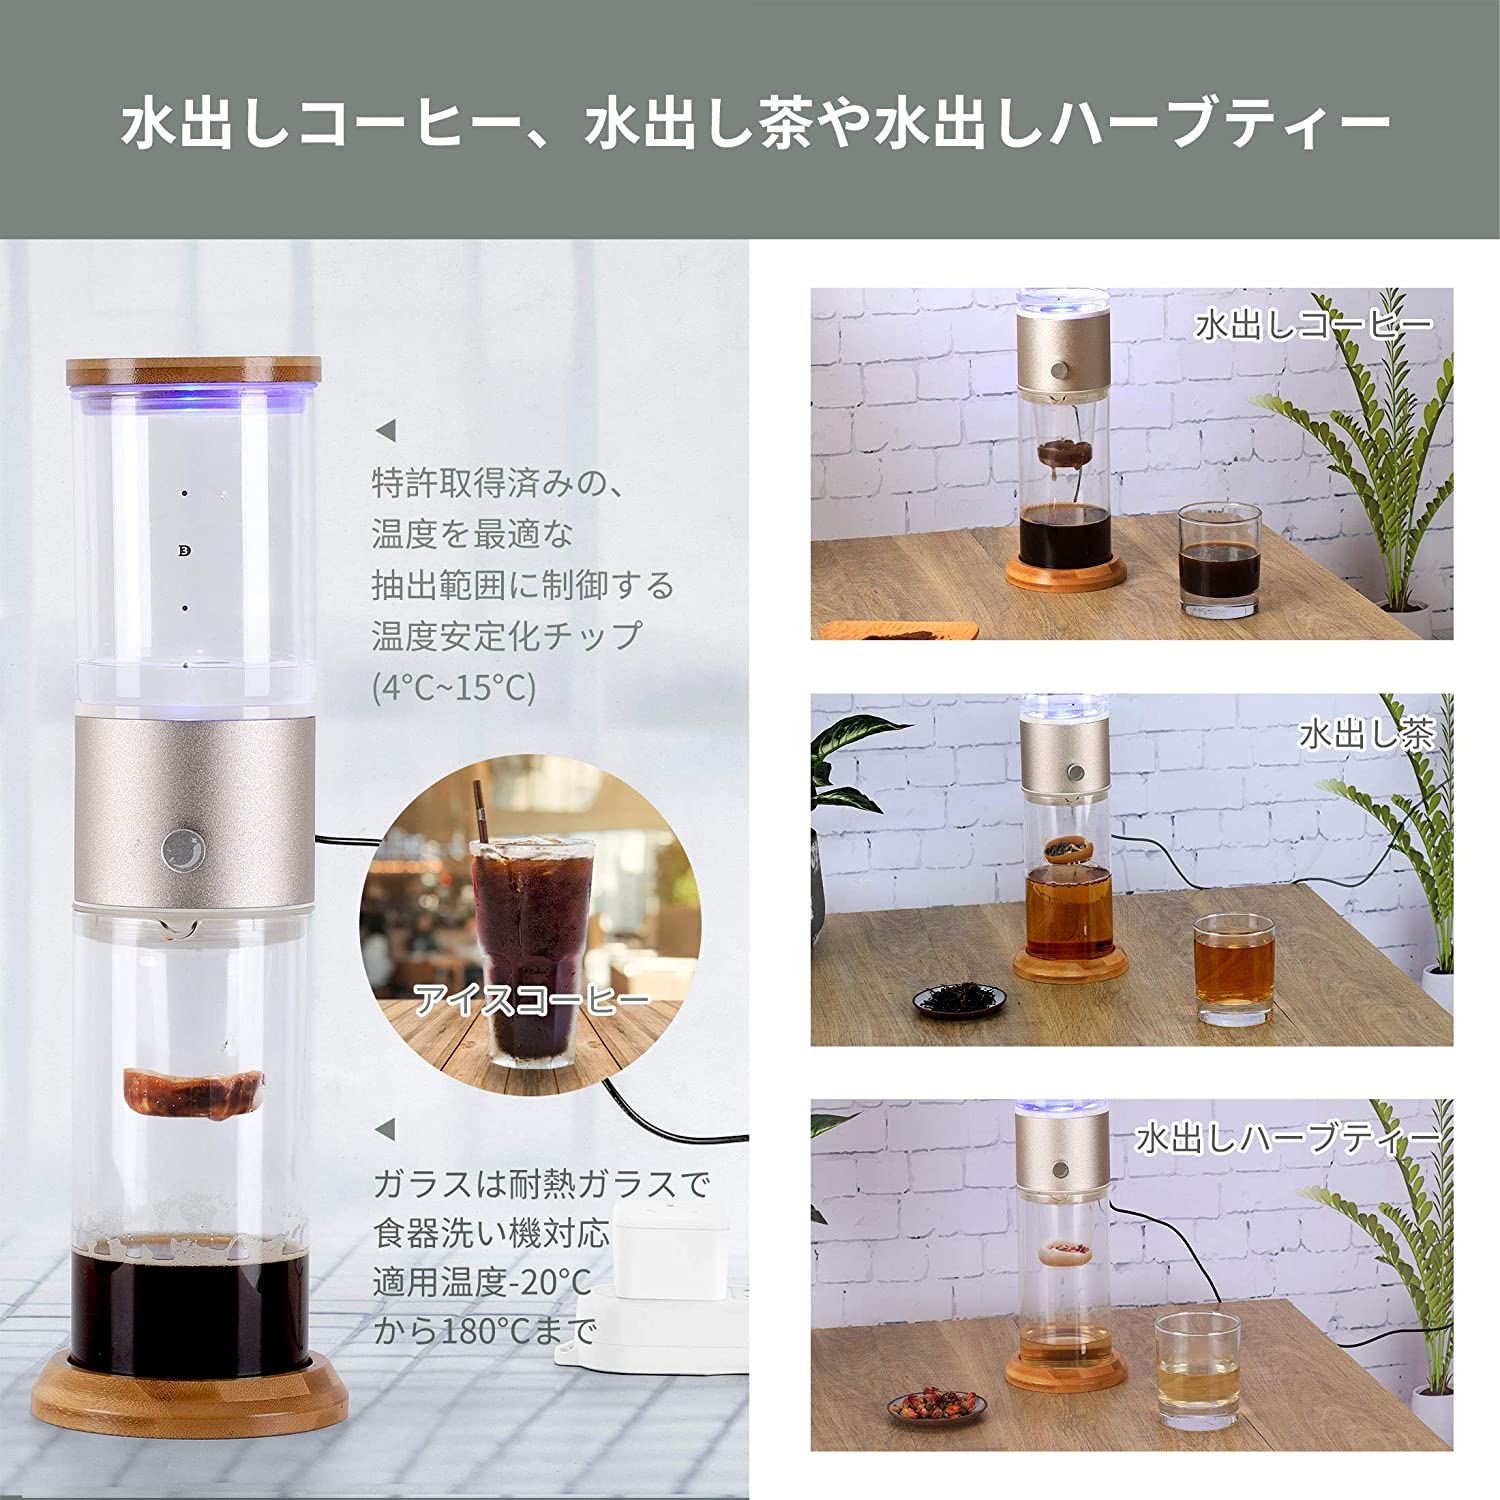 水出しコーヒー、水出し茶や水出しハーブティー
特許取得済みの、
温度を最適な
抽出範囲に制御する
温度安定化チップ
(4°C~15°C)
アイスコーヒー
ガラスは耐熱ガラスで
食器洗い機対応
適用温度-20°C
から180°Cまで
水出しコーヒー
水出し茶
水出しハーブティー